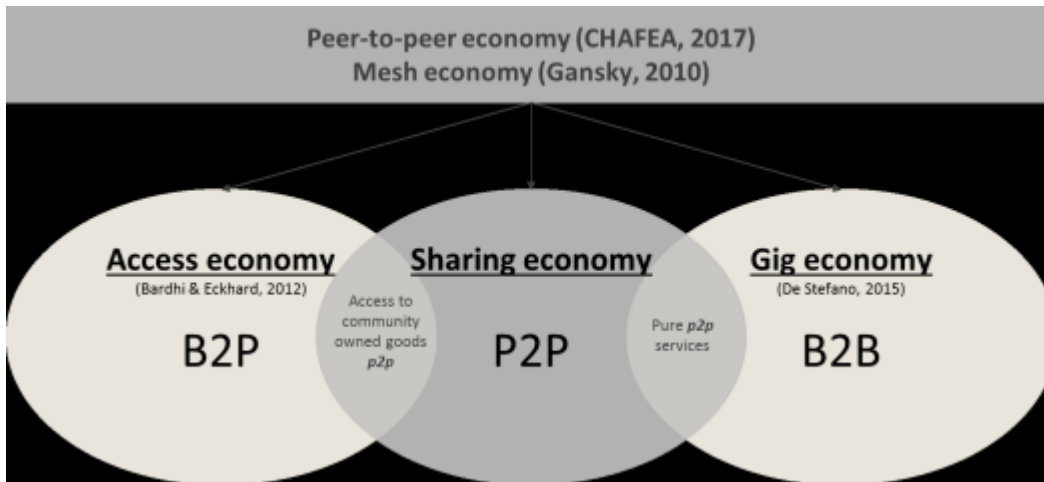 Peer-to-peer economy (CHAFEA, 2017)
Mesh economy (Gansky, 2010)
Access economy
(Bardhi & Eckhard, 2012)
B2P
Access to
community
owned goods
p2p
Sharing economy
P2P
Pure p2p
services
Gig economy
(De Stefano, 2015)
B2B